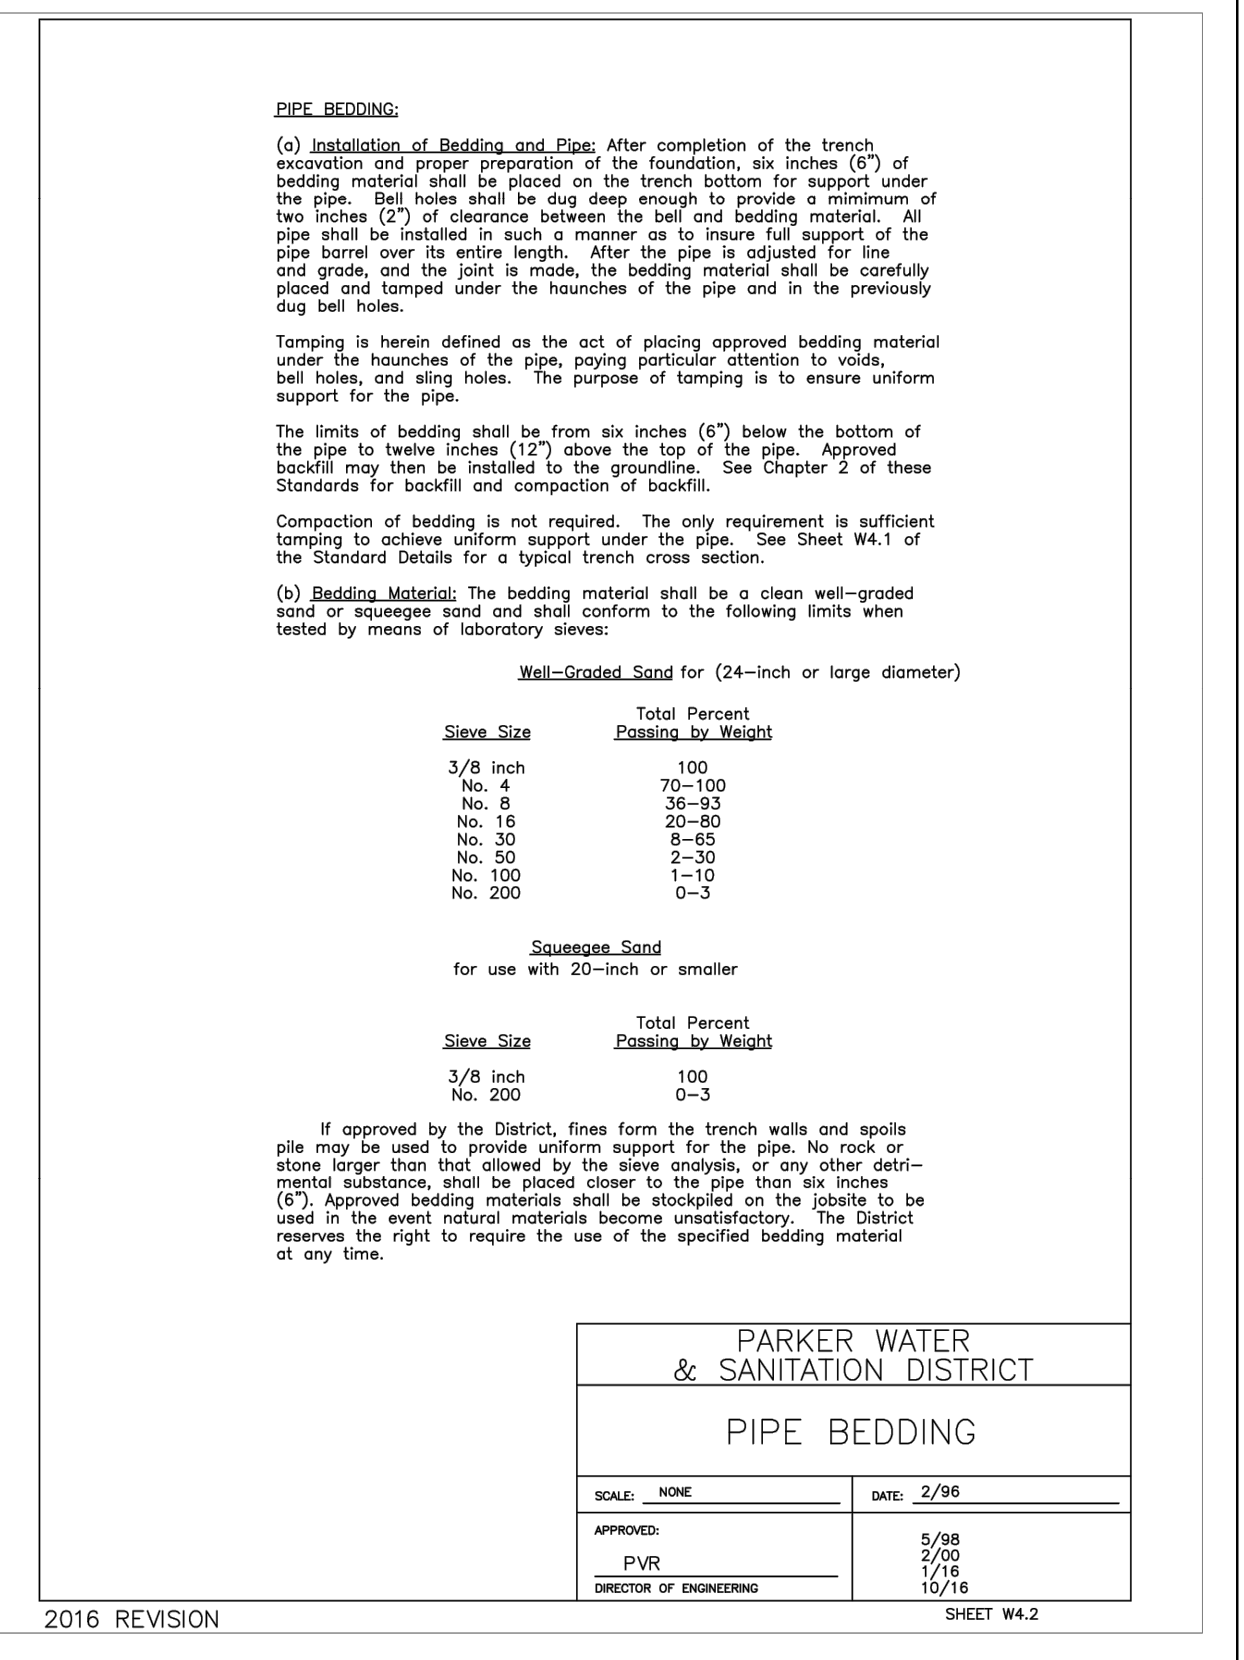 PIPE BEDDING:
(a) Installation of Bedding and Pipe: After completion of the trench
excavation and proper preparation of the foundation, six inches (6") of
bedding material shall be placed on the trench bottom for support under
the pipe. Bell holes shall be dug deep enough to provide a mimimum of
two inches (2") of clearance between the bell and bedding material. All
pipe shall be installed in such a manner as to insure full support of the
pipe barrel over its entire length. After the pipe is adjusted for line
and grade, and the joint is made, the bedding material shall be carefully
placed and tamped under the haunches of the pipe and in the previously
dug bell holes.
Tamping is herein defined as the act of placing approved bedding material
under the haunches of the pipe, paying particular attention to voids,
bell holes, and sling holes. The purpose of tamping is to ensure uniform
support for the pipe.
The limits of bedding shall be from six inches (6") below the bottom of
the pipe to twelve inches (12") above the top of the pipe. Approved
backfill may then be installed to the groundline. See Chapter 2 of these
Standards for backfill and compaction of backfill.
Compaction of bedding is not required. The only requirement is sufficient
tamping to achieve uniform support under the pipe. See Sheet W4.1 of
the Standard Details for a typical trench cross section.
(b) Bedding Material: The bedding material shall be a clean well-graded
sand or squeegee sand and shall conform to the following limits when
tested by means of laboratory sieves:
Well-Graded Sand for (24-inch or large diameter)
Total Percent
Sieve Size Passing by Weight
3/8 inch 100
No. 4 70-100
No. 8 36-93
No. 16 20-80
No. 30 8-65
No. 50 2-30
No. 100 1-10
No. 200 0-3
Squeegee Sand
for use with 20-inch or smaller
Total Percent
Sieve Size Passing by Weight
3/8 inch 100
No. 200 0-3
If approved by the District, fines form the trench walls and spoils
pile may be used to provide uniform support for the pipe. No rock or
stone larger than that allowed by the sieve analysis, or any other detri-
mental substance, shall be placed closer to the pipe than six inches
(6"). Approved bedding materials shall be stockpiled on the jobsite to be
used in the event natural materials become unsatisfactory. The District
reserves the right to require the use of the specified bedding material
at any time.
PARKER WATER
& SANITATION DISTRICT
PIPE BEDDING
SCALE: NONE
DATE: 2/96
APPROVED:
PVR
DIRECTOR OF ENGINEERING
5/98
2/00
1/16
10/16
2016 REVISION
SHEET W4.2